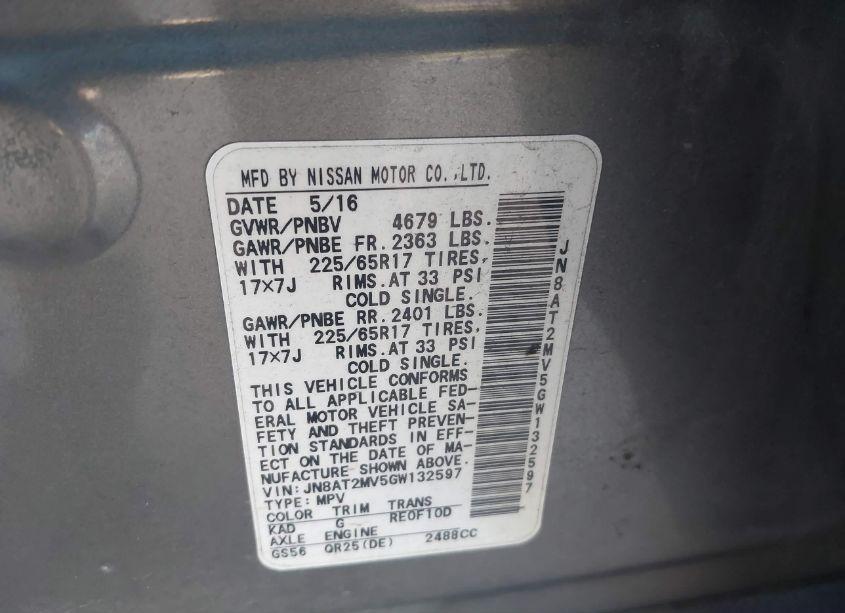 MFD BY NISSAN MOTOR CO.,LTD.
DATE 5/16
GVWR/PNBV 4679 LBS.
GAWR/PNBE FR. 2363 LBS.
WITH 225/65R17 TIRES,
17×7J RIMS.AT 33 PSI
COLD SINGLE.
GAWR/PNBE RR. 2401 LBS.
WITH 225/65R17 TIRES,
17×7J RIMS.AT 33 PSI
COLD SINGLE.
THIS VEHICLE CONFORMS
TO ALL APPLICABLE FED-
ERAL MOTOR VEHICLE SA-
FETY AND THEFT PREVEN-
TION STANDARDS IN EFF-
ECT ON THE DATE OF MA-
NUFACTURE SHOWN ABOVE.
VIN: JN8AT2MV5GW132597
TYPE: MPV
COLOR TRIM TRANS
KAD G RE0F10D
AXLE ENGINE
GS56 QR25(DE) 2488CC
JN8AT2MV5GW132597